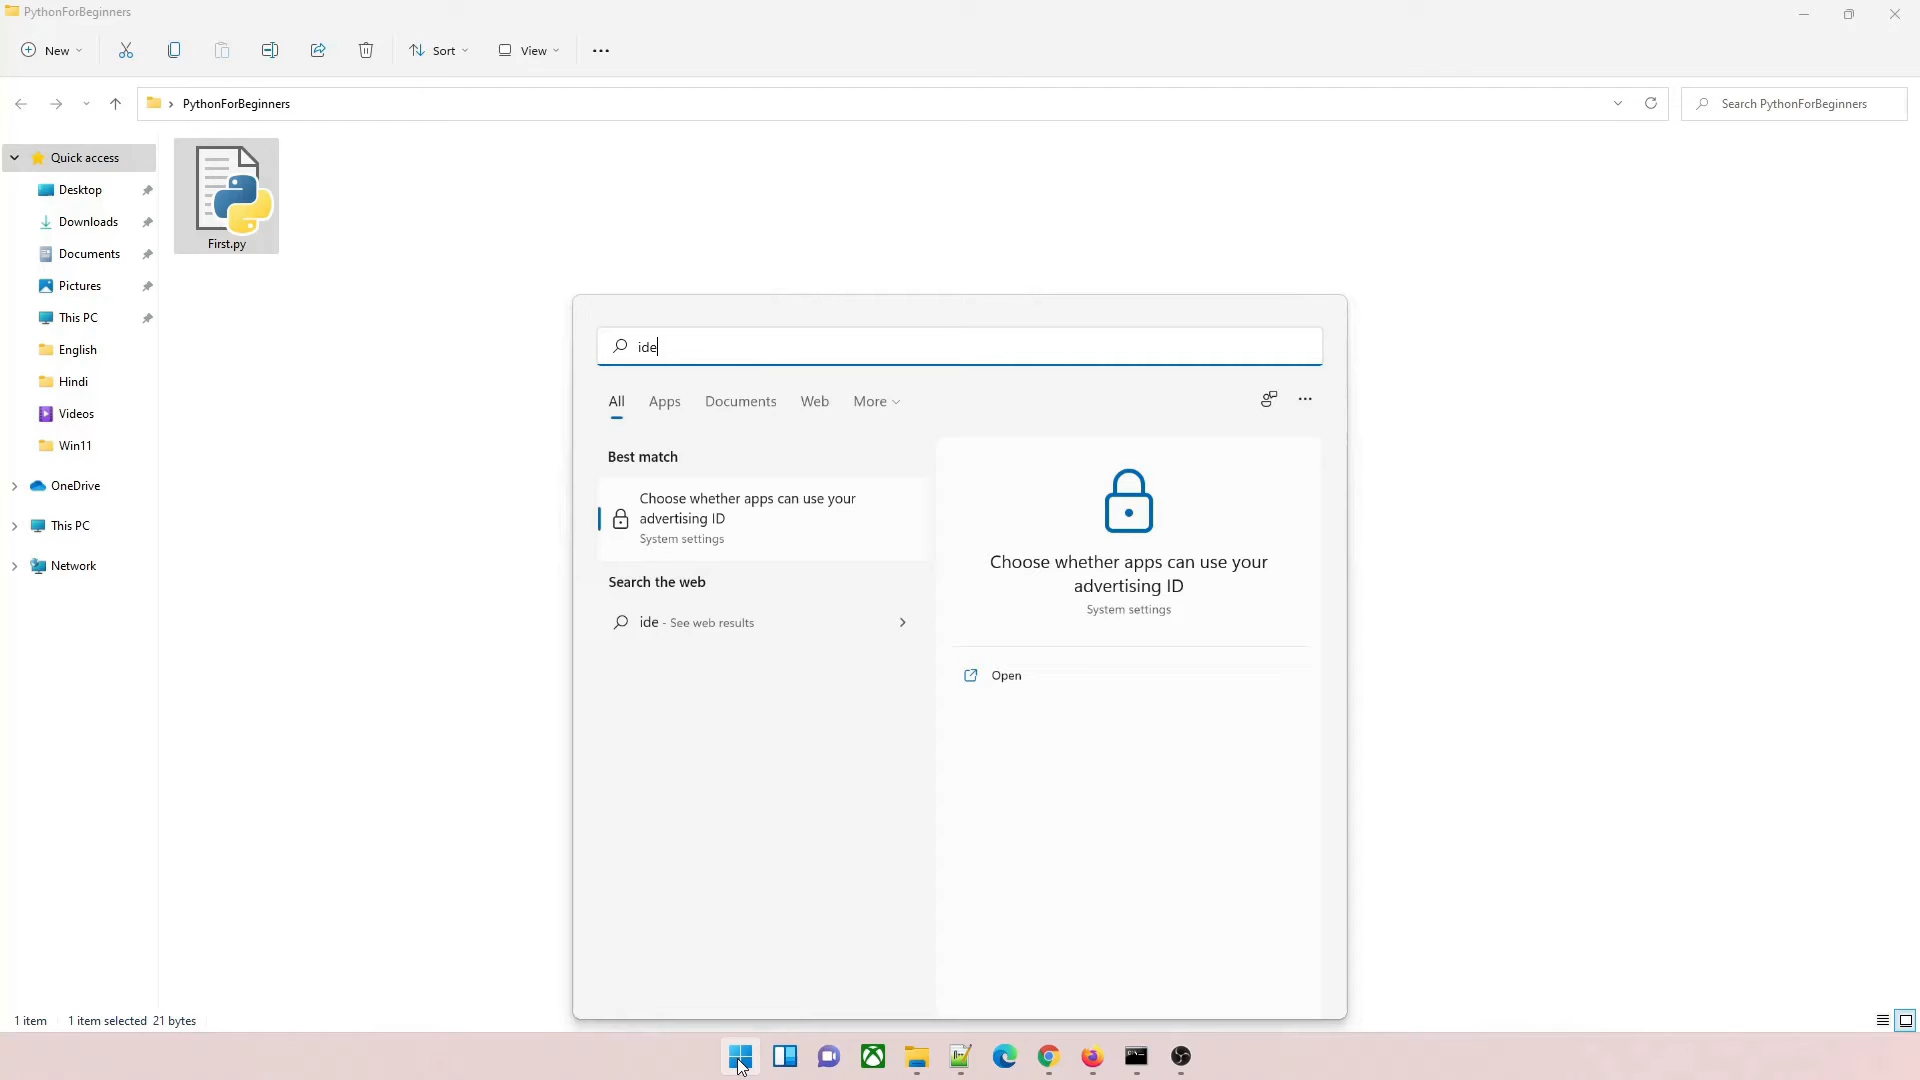 PythonForBeginners
New
Sort
View
PythonForBeginners
Search PythonForBeginners
Quick access
Desktop
Downloads
Documents
Pictures
This PC
English
Hindi
Videos
Win11
OneDrive
This PC
Network
First.py
ide
All Apps Documents Web More
Best match
Choose whether apps can use your
advertising ID
System settings
Search the web
ide - See web results
Choose whether apps can use your
advertising ID
System settings
Open
1 item 1 item selected 21 bytes